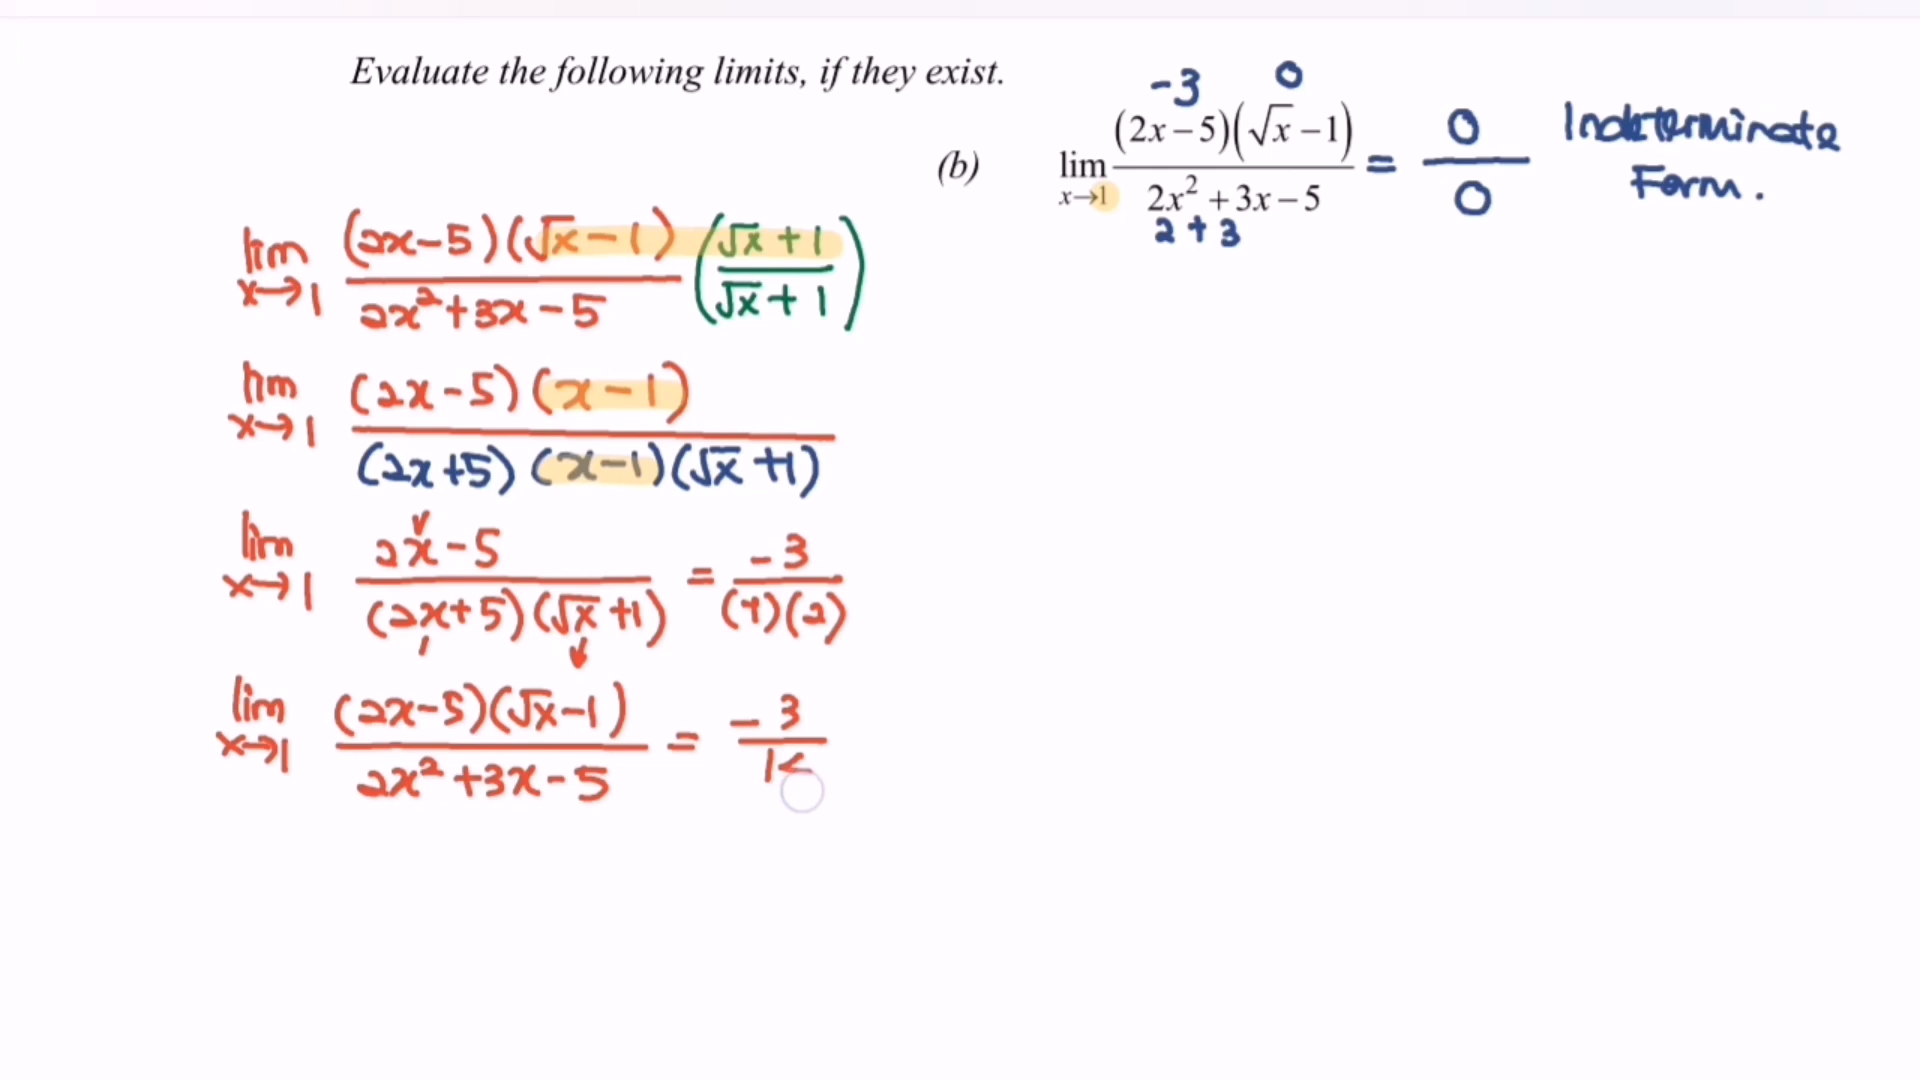 Evaluate the following limits, if they exist.
-3 0
(b) lim x→1 (2x−5)(√x−1) / 2x²+3x−5 = 0/0 Indeterminate Form.
2+3
lim x→1 (2x−5)(√x−1) / 2x²+3x−5 (√x+1 / √x+1)
lim x→1 (2x−5)(x−1) / (2x+5)(x−1)(√x+1)
lim x→1 2x−5 / (2x+5)(√x+1) = −3 / (7)(2)
lim x→1 (2x−5)(√x−1) / 2x²+3x−5 = −3